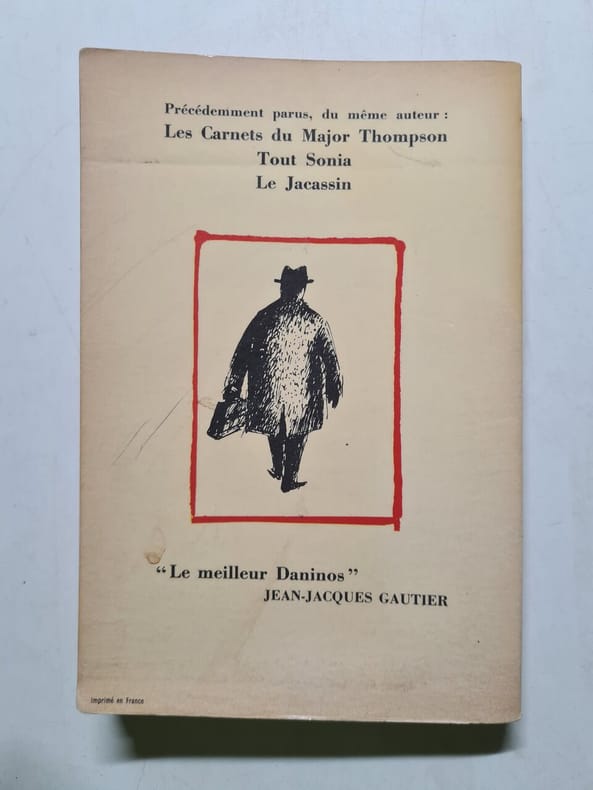 Précédemment parus, du même auteur :
Les Carnets du Major Thompson
Tout Sonia
Le Jacassin
“Le meilleur Daninos”
JEAN-JACQUES GAUTIER
Imprimé en France